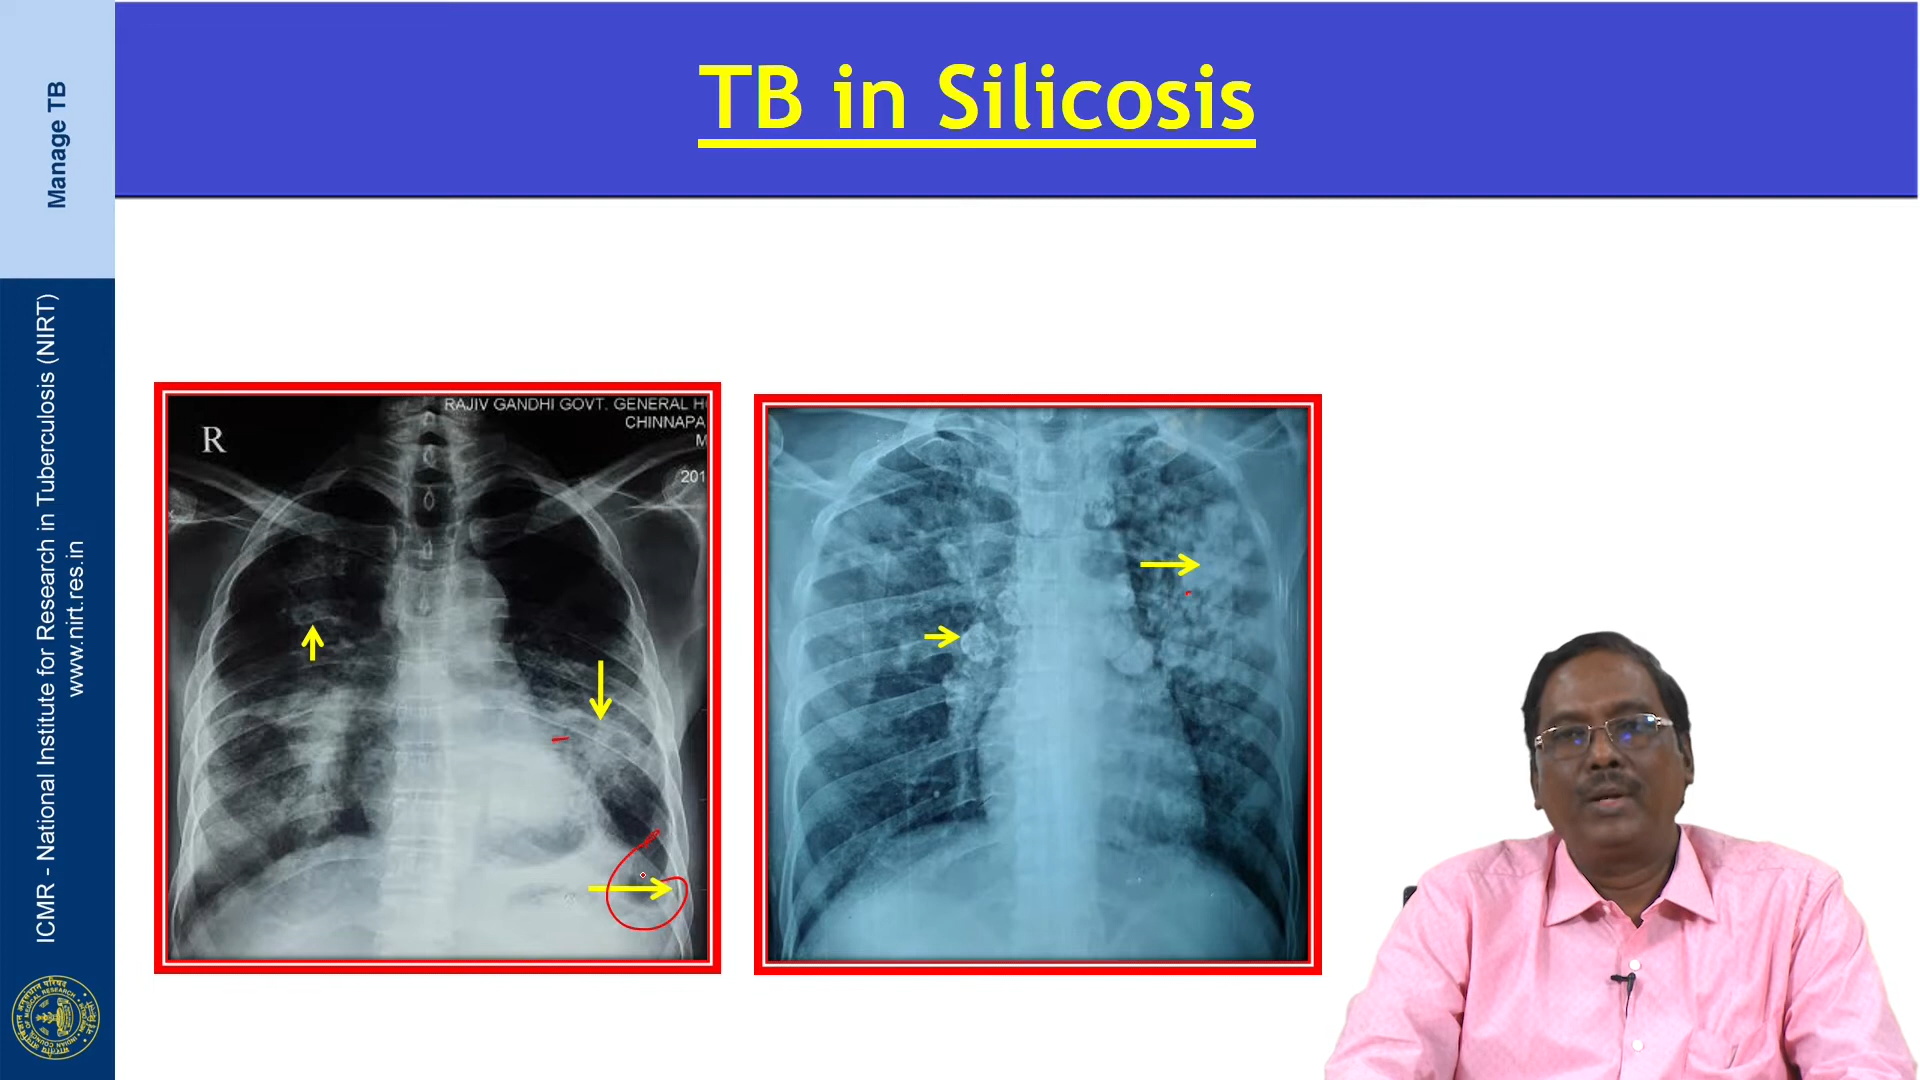 TB in Silicosis
Manage TB
ICMR - National Institute for Research in Tuberculosis (NIRT)
www.nirt.res.in
RAJIV GANDHI GOVT. GENERAL H
CHINNAPA
M
201
R